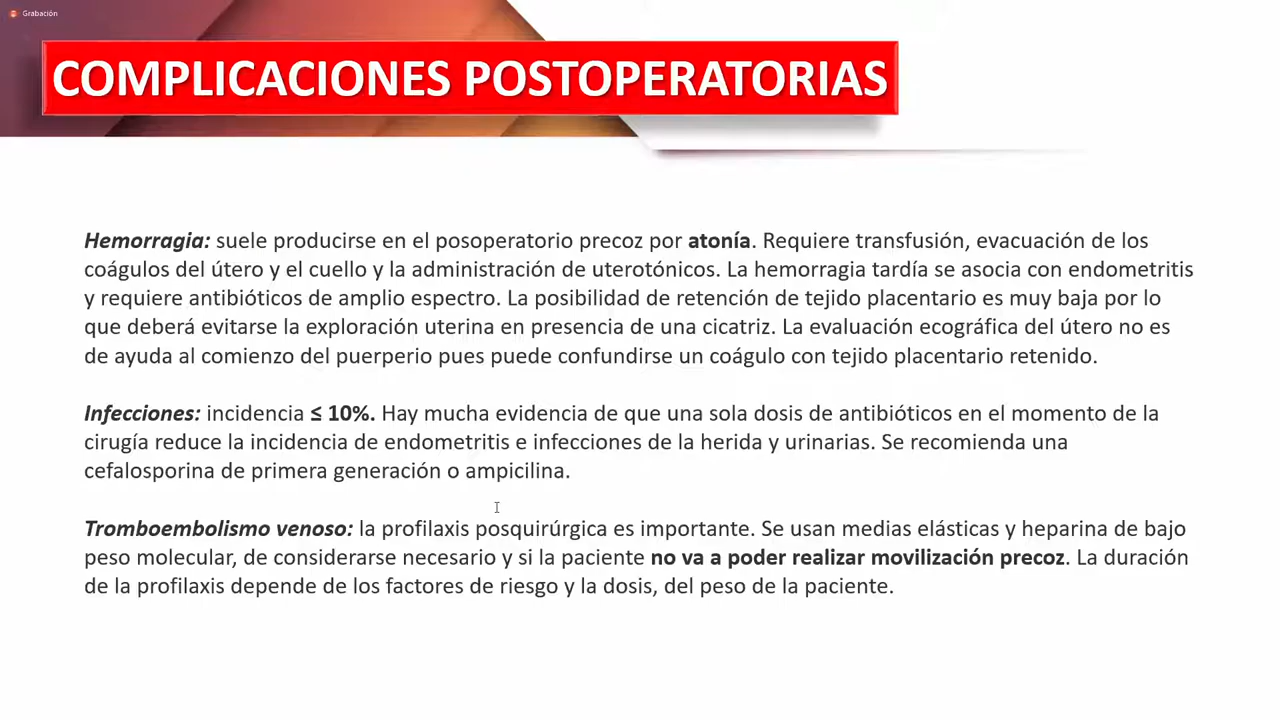 Grabación
COMPLICACIONES POSTOPERATORIAS
Hemorragia: suele producirse en el posoperatorio precoz por atonía. Requiere transfusión, evacuación de los
coágulos del útero y el cuello y la administración de uterotónicos. La hemorragia tardía se asocia con endometritis
y requiere antibióticos de amplio espectro. La posibilidad de retención de tejido placentario es muy baja por lo
que deberá evitarse la exploración uterina en presencia de una cicatriz. La evaluación ecográfica del útero no es
de ayuda al comienzo del puerperio pues puede confundirse un coágulo con tejido placentario retenido.
Infecciones: incidencia ≤ 10%. Hay mucha evidencia de que una sola dosis de antibióticos en el momento de la
cirugía reduce la incidencia de endometritis e infecciones de la herida y urinarias. Se recomienda una
cefalosporina de primera generación o ampicilina.
Tromboembolismo venoso: la profilaxis posquirúrgica es importante. Se usan medias elásticas y heparina de bajo
peso molecular, de considerarse necesario y si la paciente no va a poder realizar movilización precoz. La duración
de la profilaxis depende de los factores de riesgo y la dosis, del peso de la paciente.